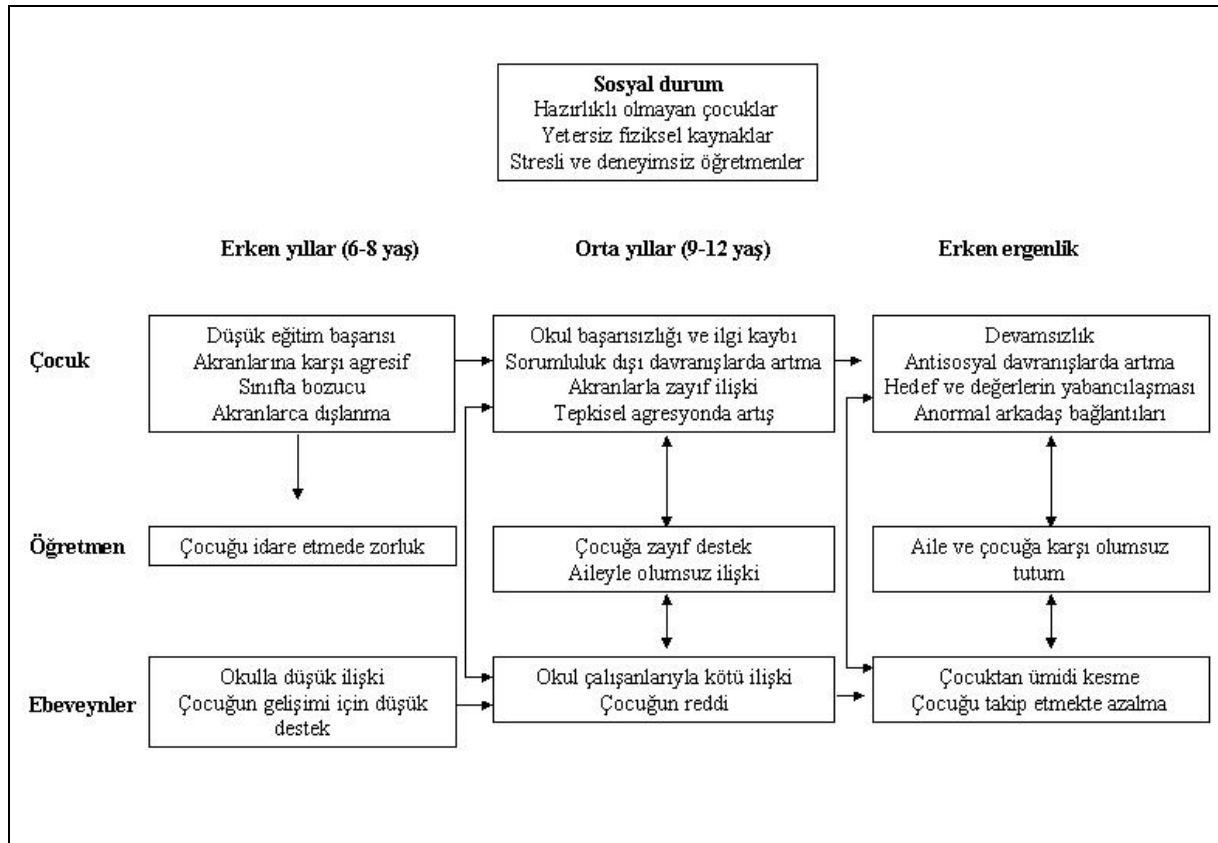 Sosyal durum
Hazırlıklı olmayan çocuklar
Yetersiz fiziksel kaynaklar
Stresli ve deneyimsiz öğretmenler
Erken yıllar (6-8 yaş)
Orta yıllar (9-12 yaş)
Erken ergenlik
Çocuk
Düşük eğitim başarısı
Akranlarına karşı agresif
Sınıfta bozucu
Akranlarca dışlanma
Okul başarısızlığı ve ilgi kaybı
Sorumluluk dışı davranışlarda artma
Akranlarla zayıf ilişki
Tepkisel agresyonda artış
Devamsızlık
Antisosyal davranışlarda artma
Hedef ve değerlerin yabancılaşması
Anormal arkadaş bağlantıları
Öğretmen
Çocuğu idare etmede zorluk
Çocuğa zayıf destek
Aileyle olumsuz ilişki
Aile ve çocuğa karşı olumsuz
tutum
Ebeveynler
Okulla düşük ilişki
Çocuğun gelişimi için düşük
destek
Okul çalışanlarıyla kötü ilişki
Çocuğun reddi
Çocuktan ümidi kesme
Çocuğu takip etmekte azalma